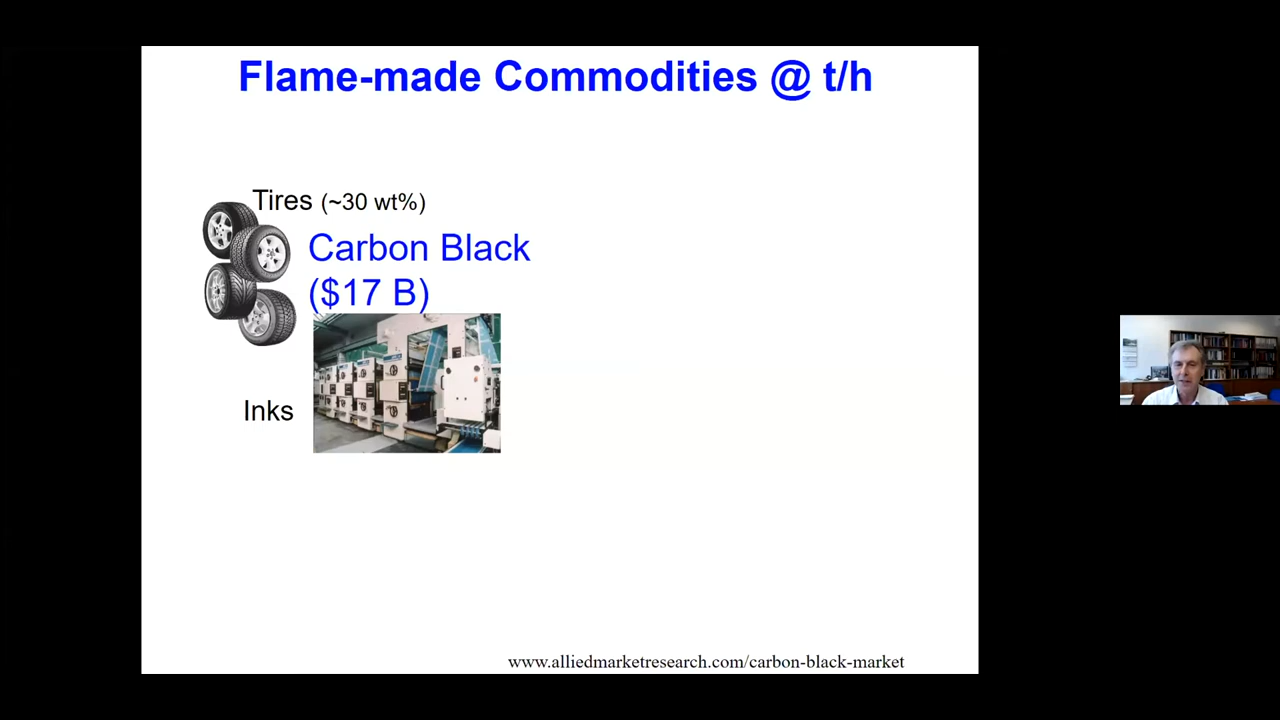 Flame-made Commodities @ t/h
Tires (~30 wt%)
Carbon Black
($17 B)
Inks
www.alliedmarketresearch.com/carbon-black-market